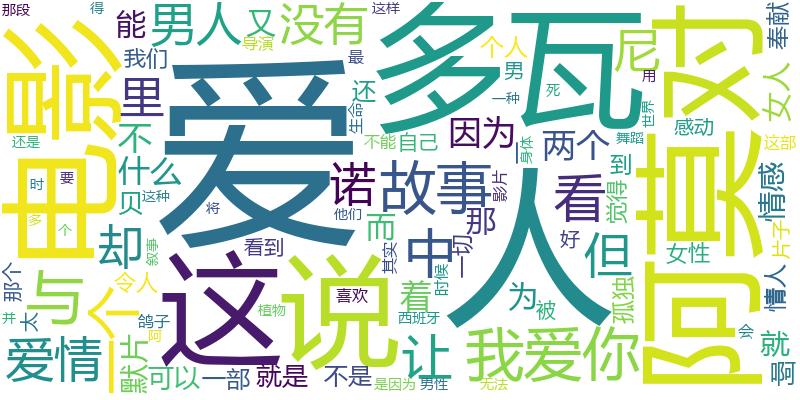 爱
这
人
多
瓦
说
电影
阿莫对
故事
我爱你
男人
没有
与
一个
爱情
诺
看
中
但
让
却
里
因为
两个
尼
女人
奉献
情感
就
情人
哥
能
又
我们
导演
那段
得
这样
最
生命
还
个人
男
一种
死
用
世界
舞蹈
感动
这部
不
什么
还是
时
要
贝
这种
多
个
将
叙事
不能
自己
他们
而
那
影片
身体
一
到
觉得
好
女性
片子
看到
其实
一切
时候
着
为
被
孤独
会
那个
太
并
令人
鸽子
阿
植物
喜欢
西班牙
默片
可以
一部
就是
不是
是因为
男性
无法